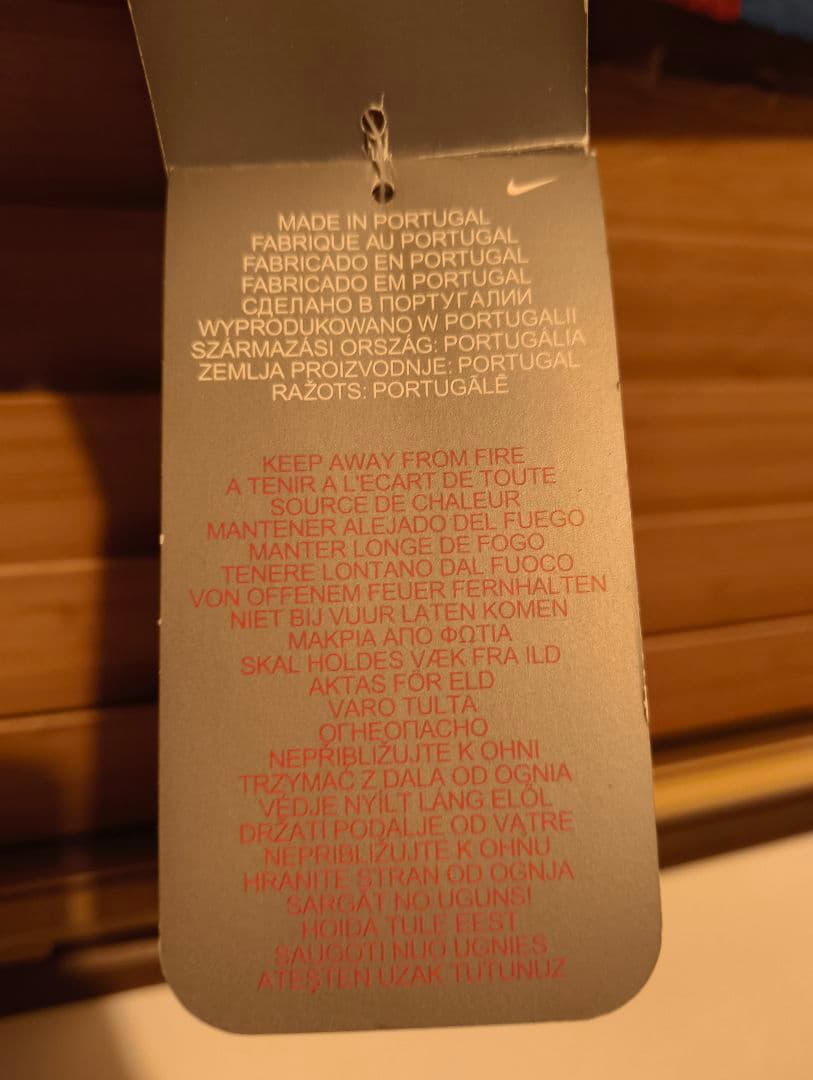 MADE IN PORTUGAL
FABRIQUE AU PORTUGAL
FABRICADO EN PORTUGAL
FABRICADO EM PORTUGAL
СДЕЛАНО В ПОРТУГАЛИИ
WYPRODUKOWANO W PORTUGALII
SZÁRMAZÁSI ORSZÁG: PORTUGÁLIA
ZEMLJA PROIZVODNJE: PORTUGAL
RAŽOTS: PORTUGĀLĒ
KEEP AWAY FROM FIRE
A TENIR A L'ECART DE TOUTE
SOURCE DE CHALEUR
MANTENER ALEJADO DEL FUEGO
MANTER LONGE DE FOGO
TENERE LONTANO DAL FUOCO
VON OFFENEM FEUER FERNHALTEN
NIET BIJ VUUR LATEN KOMEN
ΜΑΚΡΙΑ ΑΠΟ ΦΩΤΙΑ
SKAL HOLDES VÆK FRA ILD
AKTAS FÖR ELD
VARO TULTA
ОГНЕОПАСНО
NEPŘIBLIŽUJTE K OHNI
TRZYMAĆ Z DALA OD OGNIA
VÉDJE NYÍLT LÁNG ELŐL
DRŽATI PODALJE OD VATRE
NEPRIBLIŽUJTE K OHŇU
HRANITE STRAN OD OGNJA
SARGĀT NO UGUNS!
HOIDA TULE EEST
SAUGOTI NUO UGNIES
ATEŞTEN UZAK TUTUNUZ